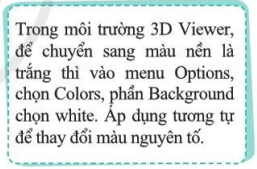 Trong môi trường 3D Viewer,
để chuyển sang màu nền là
trắng thì vào menu Options,
chọn Colors, phần Background
chọn white. Áp dụng tương tự
để thay đổi màu nguyên tố.